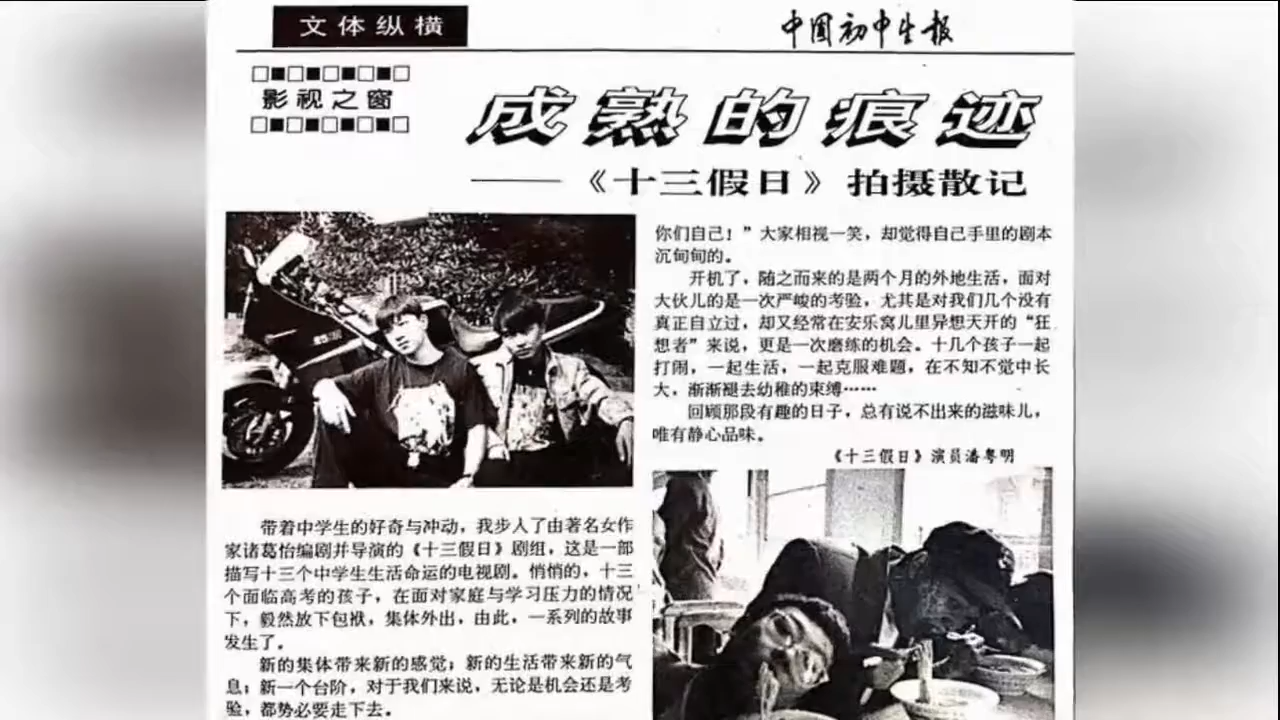 文体纵横
中国初中生报
影视之窗
成熟的痕迹
——《十三假日》拍摄散记
带着中学生的好奇与冲动，我步入了由著名女作
家诸葛怡编剧并导演的《十三假日》剧组，这是一部
描写十三个中学生生活命运的电视剧。悄悄的，十三
个面临高考的孩子，在面对家庭与学习压力的情况
下，毅然放下包袱，集体外出，由此，一系列的故事
发生了。
新的集体带来新的感觉；新的生活带来新的气
息；新一个台阶，对于我们来说，无论是机会还是考
验，都势必要走下去。
你们自己！”大家相视一笑，却觉得自己手里的剧本
沉甸甸的。
开机了，随之而来的是两个月的外地生活，面对
大伙儿的是一次严峻的考验，尤其是对我们几个没有
真正自立过，却又经常在安乐窝儿里异想天开的“狂
想者”来说，更是一次磨练的机会。十几个孩子一起
打闹，一起生活，一起克服难题，在不知不觉中长
大，渐渐褪去幼稚的束缚……
回顾那段有趣的日子，总有说不出来的滋味儿，
唯有静心品味。
《十三假日》演员潘粤明